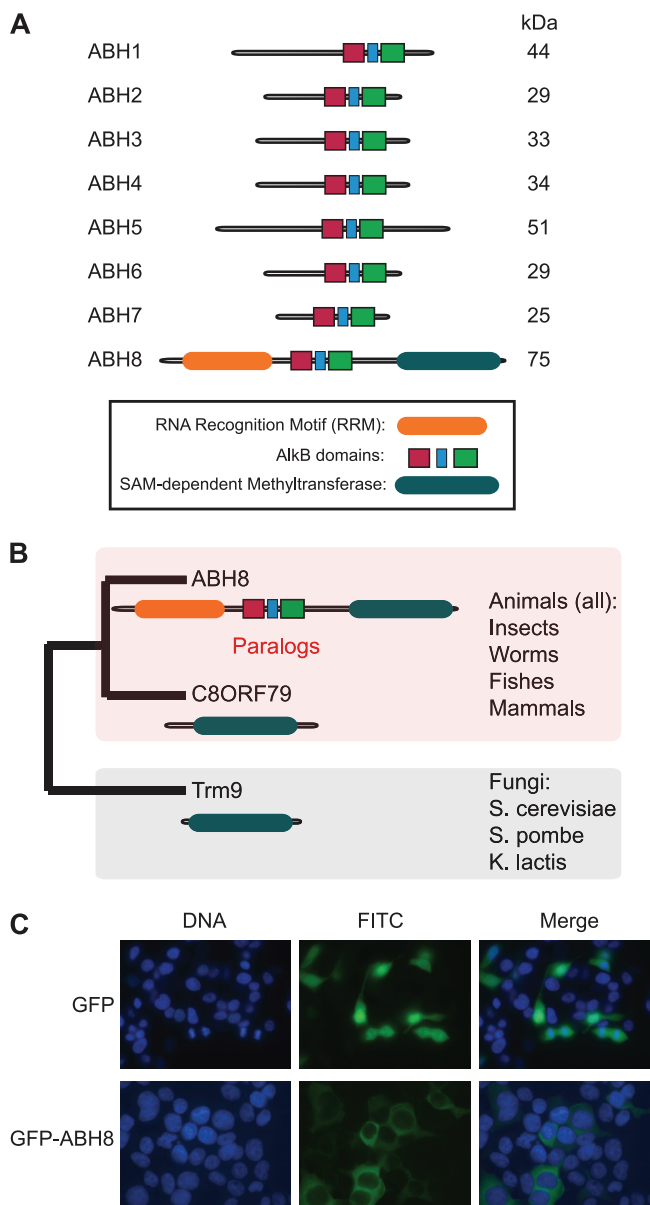 A
kDa
ABH1 44
ABH2 29
ABH3 33
ABH4 34
ABH5 51
ABH6 29
ABH7 25
ABH8 75
RNA Recognition Motif (RRM):
AlkB domains:
SAM-dependent Methyltransferase:
B
ABH8
Paralogs
C8ORF79
Animals (all):
Insects
Worms
Fishes
Mammals
Trm9
Fungi:
S. cerevisiae
S. pombe
K. lactis
C
DNA FITC Merge
GFP
GFP-ABH8